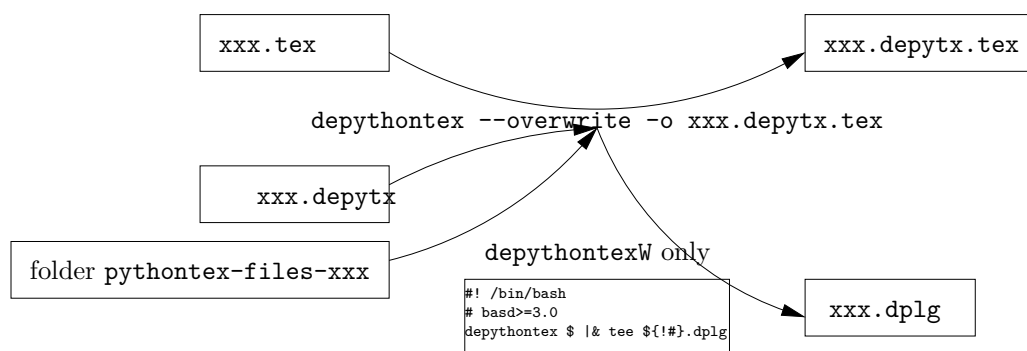 xxx.tex
xxx.depytx.tex
depythontex --overwrite -o xxx.depytx.tex
xxx.depytx
folder pythontex-files-xxx
depythontexW only
#! /bin/bash
# basd>=3.0
depythontex $ |& tee ${!#}.dplg
xxx.dplg